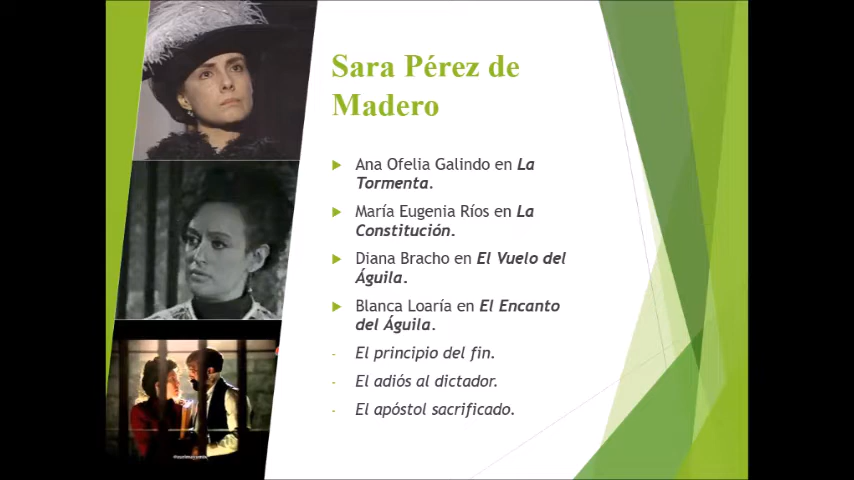 Sara Pérez de
Madero
Ana Ofelia Galindo en La
Tormenta.
María Eugenia Ríos en La
Constitución.
Diana Bracho en El Vuelo del
Águila.
Blanca Loaría en El Encanto
del Águila.
- El principio del fin.
- El adiós al dictador.
- El apóstol sacrificado.